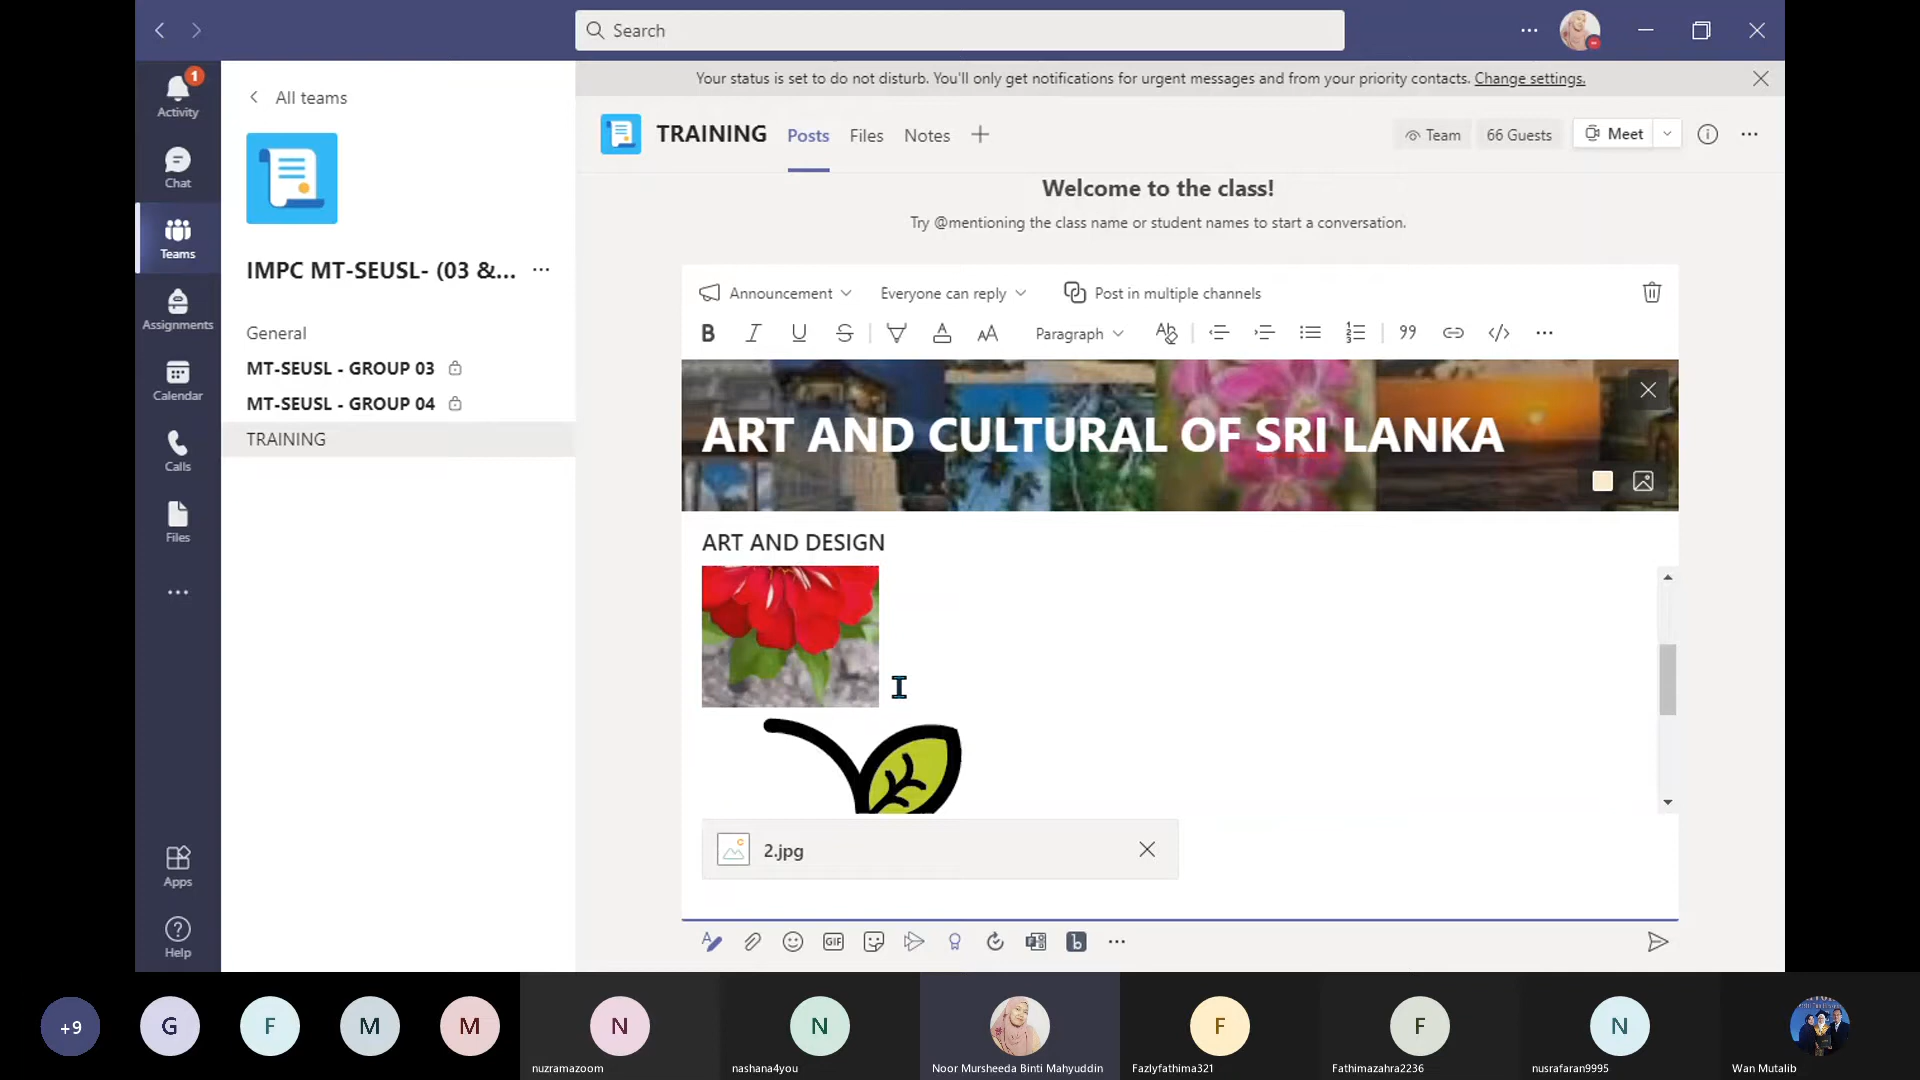 Search
Your status is set to do not disturb. You'll only get notifications for urgent messages and from your priority contacts. Change settings.
1
Activity
Chat
Teams
Assignments
Calendar
Calls
Files
Apps
Help
All teams
IMPC MT-SEUSL- (03 &...
General
MT-SEUSL - GROUP 03
MT-SEUSL - GROUP 04
TRAINING
TRAINING Posts Files Notes
Team 66 Guests Meet
Welcome to the class!
Try @mentioning the class name or student names to start a conversation.
Announcement Everyone can reply Post in multiple channels
B I U S AA Paragraph
ART AND CULTURAL OF SRI LANKA
ART AND DESIGN
2.jpg
GIF b
+9 G F M M N N F F N
nuzramazoom nashana4you Noor Mursheeda Binti Mahyuddin Fazlyfathima321 Fathimazahra2236 nusrafaran9995 Wan Mutalib